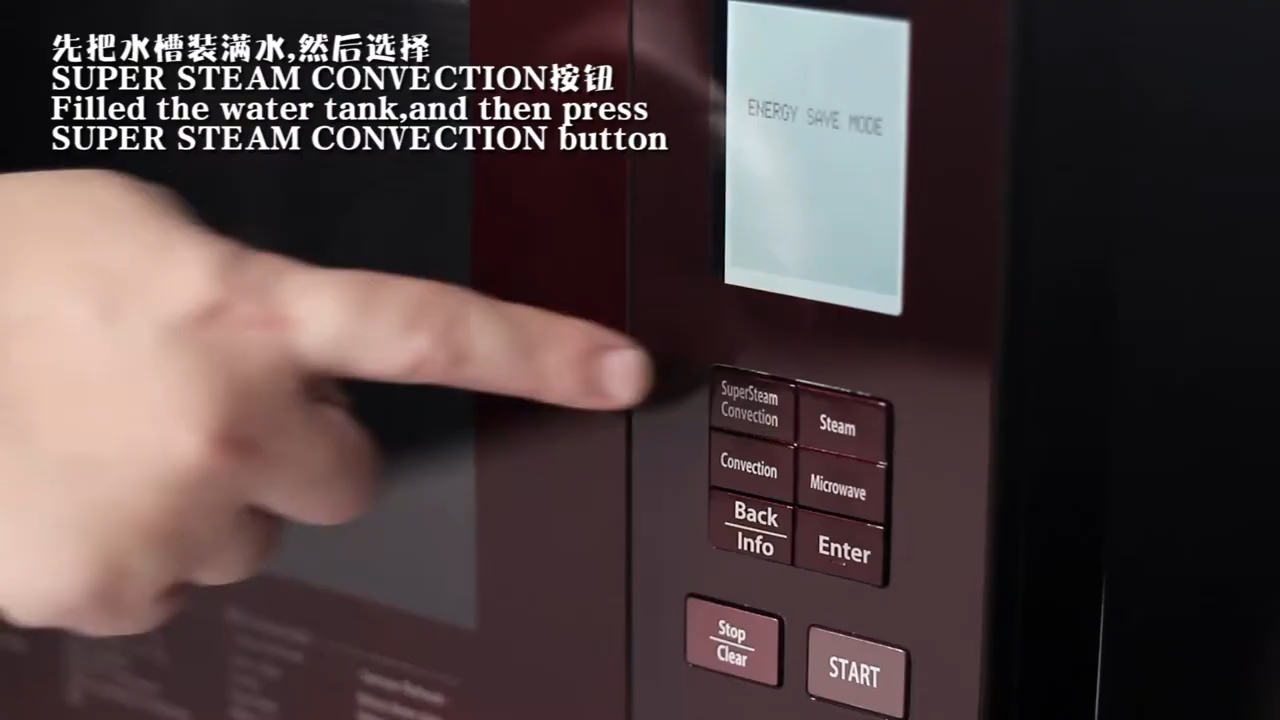 先把水槽装满水,然后选择
SUPER STEAM CONVECTION按钮
Filled the water tank,and then press
SUPER STEAM CONVECTION button
ENERGY SAVE MODE
SuperSteam
Convection
Steam
Convection
Microwave
Back
Info
Enter
Stop
Clear
START